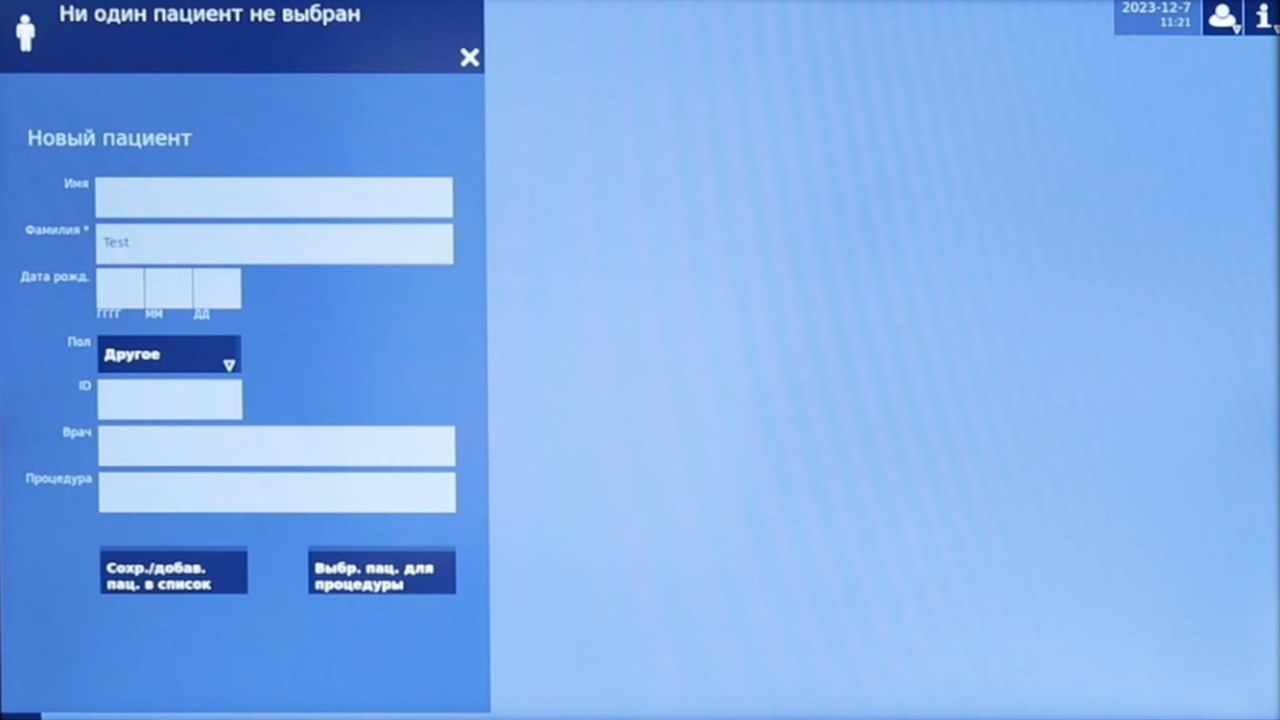 Ни один пациент не выбран
2023-12-7
11:21
Новый пациент
Имя
Фамилия *
Test
Дата рожд.
ГГГГ
ММ
ДД
Пол
Другое
ID
Врач
Процедура
Сохр./добав.
пац. в список
Выбр. пац. для
процедуры